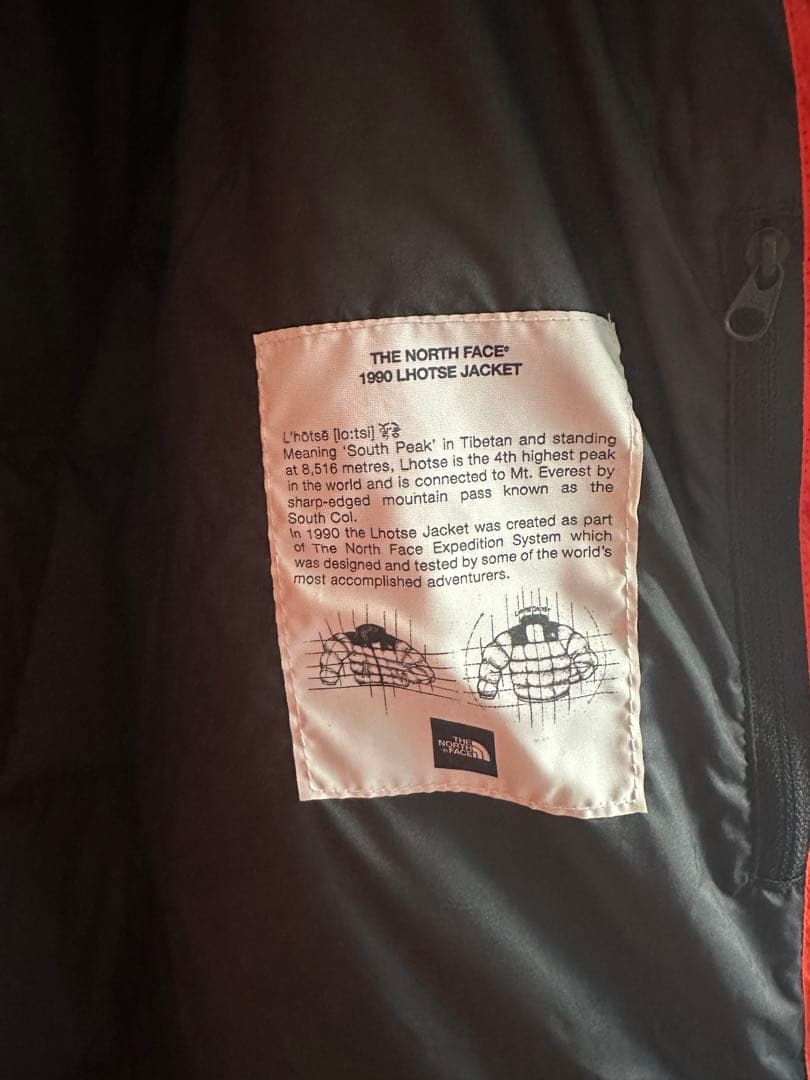 THE NORTH FACE®
1990 LHOTSE JACKET
L'hōtsē [lo:tsi]
Meaning 'South Peak' in Tibetan and standing
at 8,516 metres, Lhotse is the 4th highest peak
in the world and is connected to Mt. Everest by
sharp-edged mountain pass known as the
South Col.
In 1990 the Lhotse Jacket was created as part
of The North Face Expedition System which
was designed and tested by some of the world's
most accomplished adventurers.
THE
NORTH
FACE